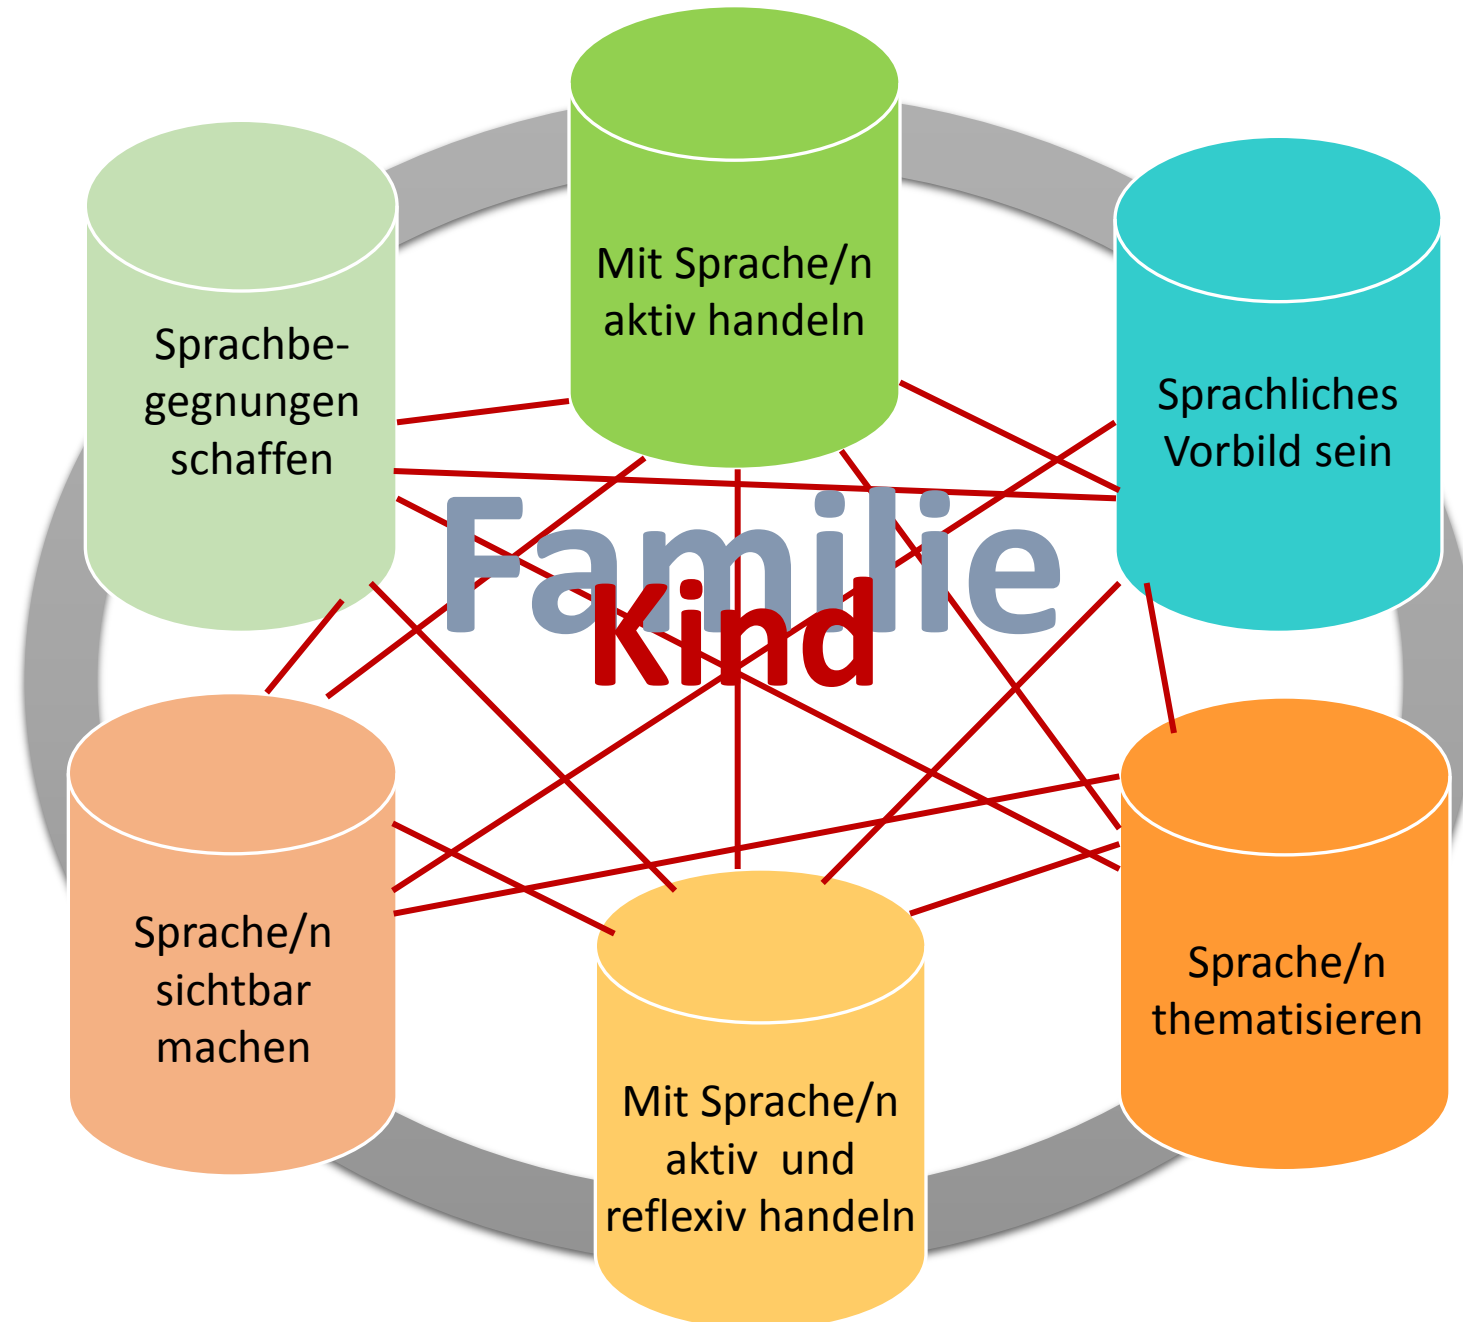 Mit Sprache/n
aktiv handeln
Sprachbe-
gegnungen
schaffen
Sprachliches
Vorbild sein
Familie
Kind
Sprache/n
sichtbar
machen
Sprache/n
thematisieren
Mit Sprache/n
aktiv und
reflexiv handeln